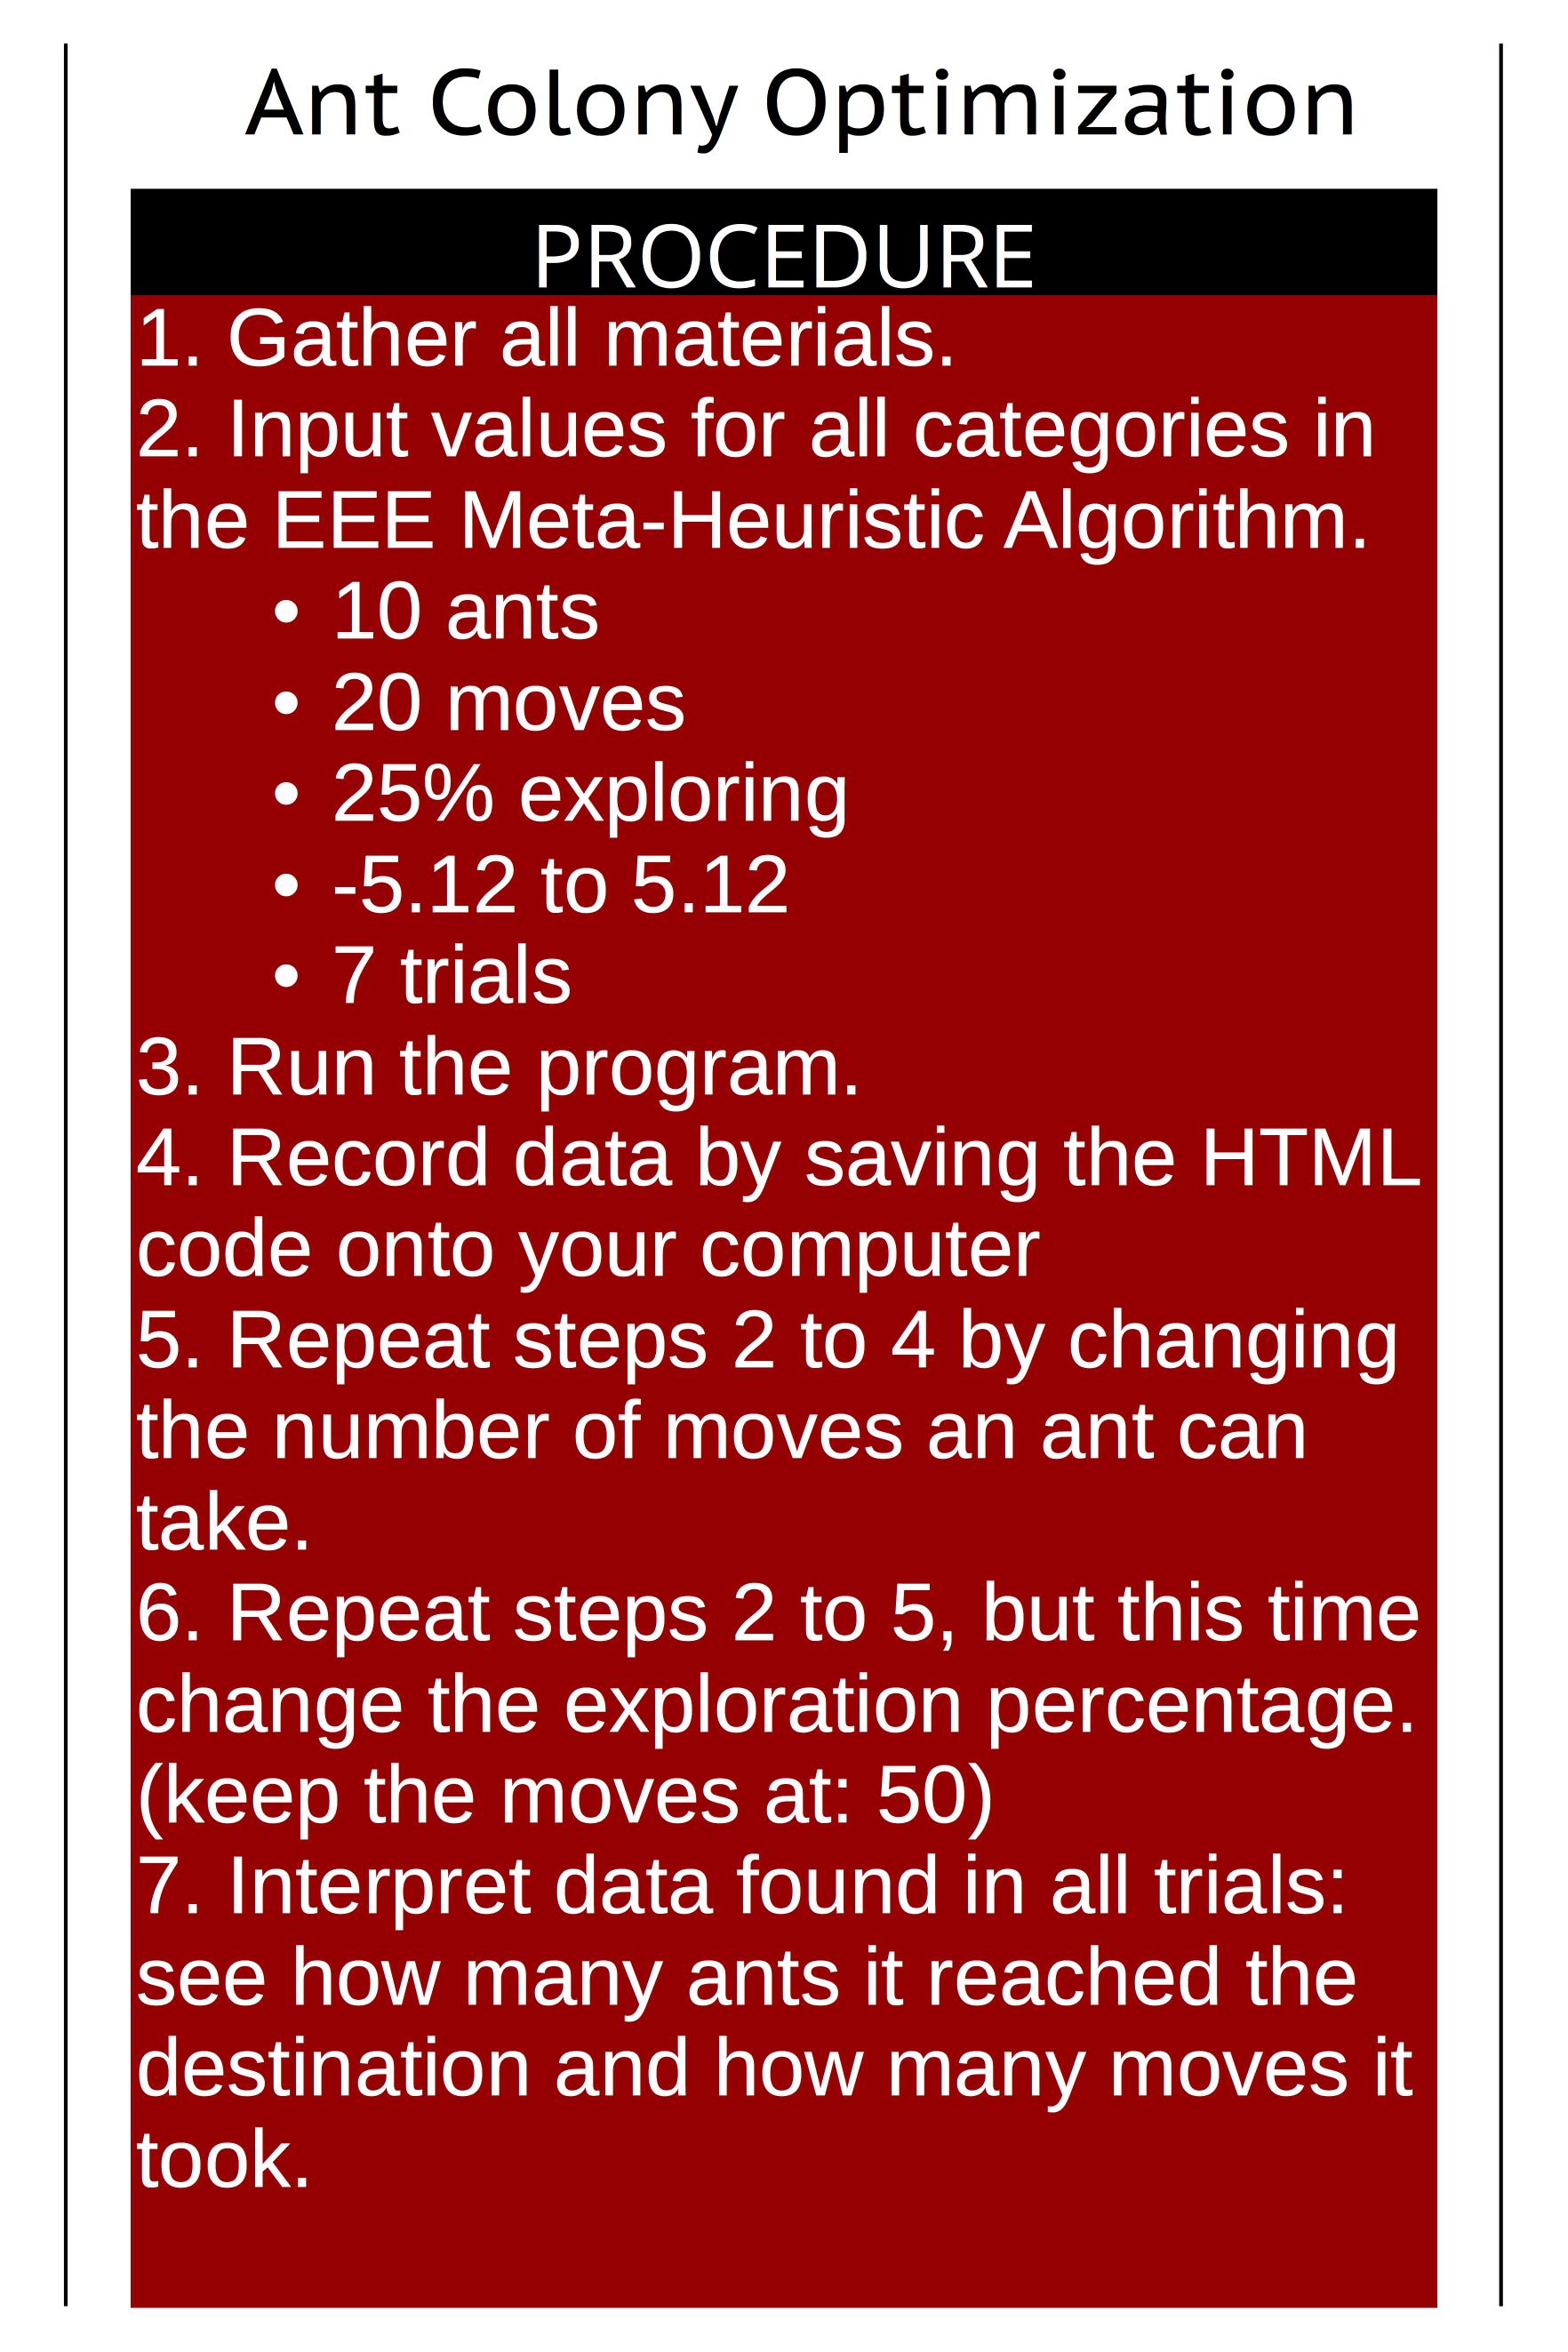 Ant Colony Optimization
PROCEDURE
1. Gather all materials.
2. Input values for all categories in
the EEE Meta-Heuristic Algorithm.
• 10 ants
• 20 moves
• 25% exploring
• -5.12 to 5.12
• 7 trials
3. Run the program.
4. Record data by saving the HTML
code onto your computer
5. Repeat steps 2 to 4 by changing
the number of moves an ant can
take.
6. Repeat steps 2 to 5, but this time
change the exploration percentage.
(keep the moves at: 50)
7. Interpret data found in all trials:
see how many ants it reached the
destination and how many moves it
took.